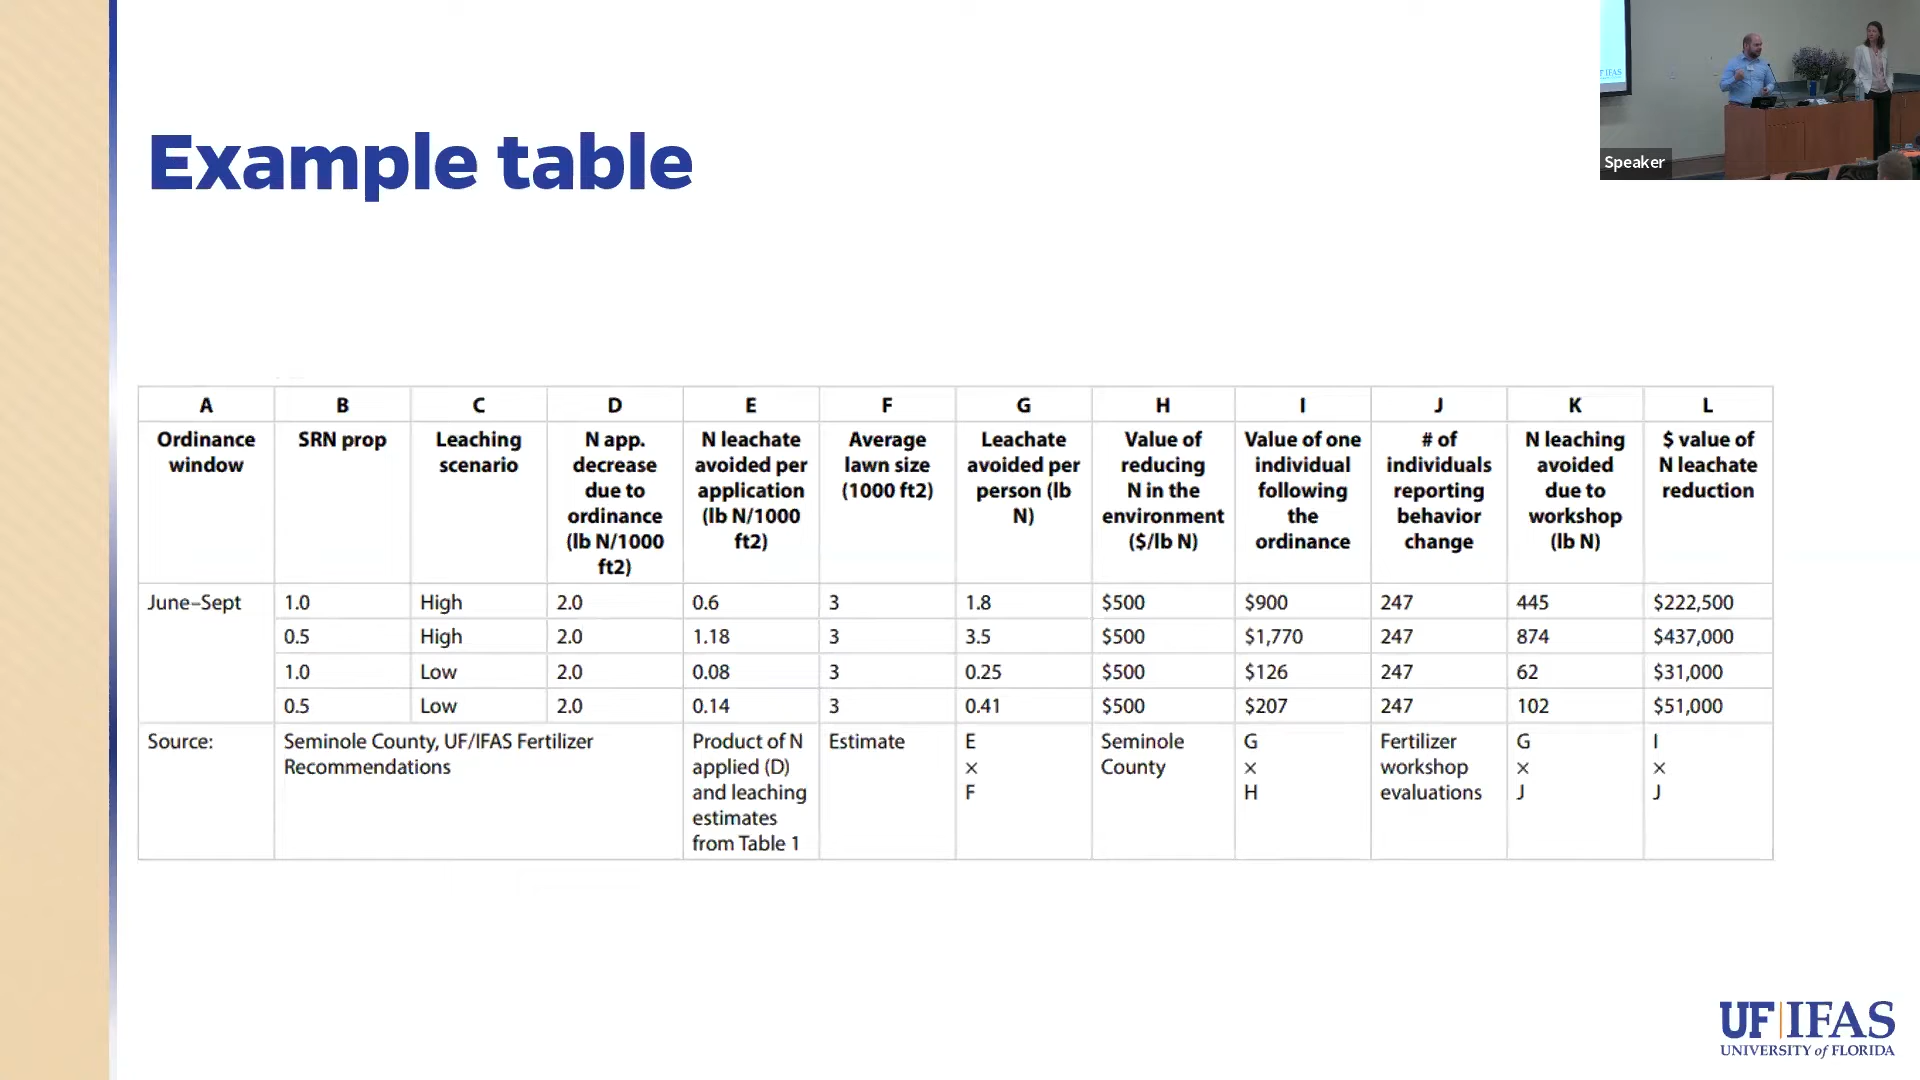 Example table
Speaker
A B C D E F G H I J K L
Ordinance window
SRN prop
Leaching scenario
N app. decrease due to ordinance (lb N/1000 ft2)
N leachate avoided per application (lb N/1000 ft2)
Average lawn size (1000 ft2)
Leachate avoided per person (lb N)
Value of reducing N in the environment ($/lb N)
Value of one individual following the ordinance
# of individuals reporting behavior change
N leaching avoided due to workshop (lb N)
$ value of N leachate reduction
June–Sept 1.0 High 2.0 0.6 3 1.8 $500 $900 247 445 $222,500
0.5 High 2.0 1.18 3 3.5 $500 $1,770 247 874 $437,000
1.0 Low 2.0 0.08 3 0.25 $500 $126 247 62 $31,000
0.5 Low 2.0 0.14 3 0.41 $500 $207 247 102 $51,000
Source:
Seminole County, UF/IFAS Fertilizer Recommendations
Product of N applied (D) and leaching estimates from Table 1
Estimate
E × F
Seminole County
G × H
Fertilizer workshop evaluations
G × J
I × J
UF|IFAS
UNIVERSITY of FLORIDA